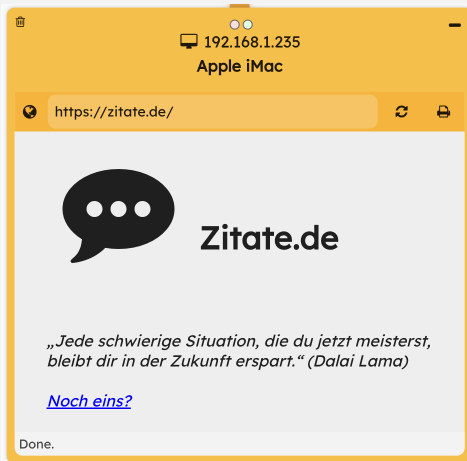 192.168.1.235
Apple iMac
https://zitate.de/
Zitate.de
„Jede schwierige Situation, die du jetzt meisterst,
bleibt dir in der Zukunft erspart.“ (Dalai Lama)
Noch eins?
Done.